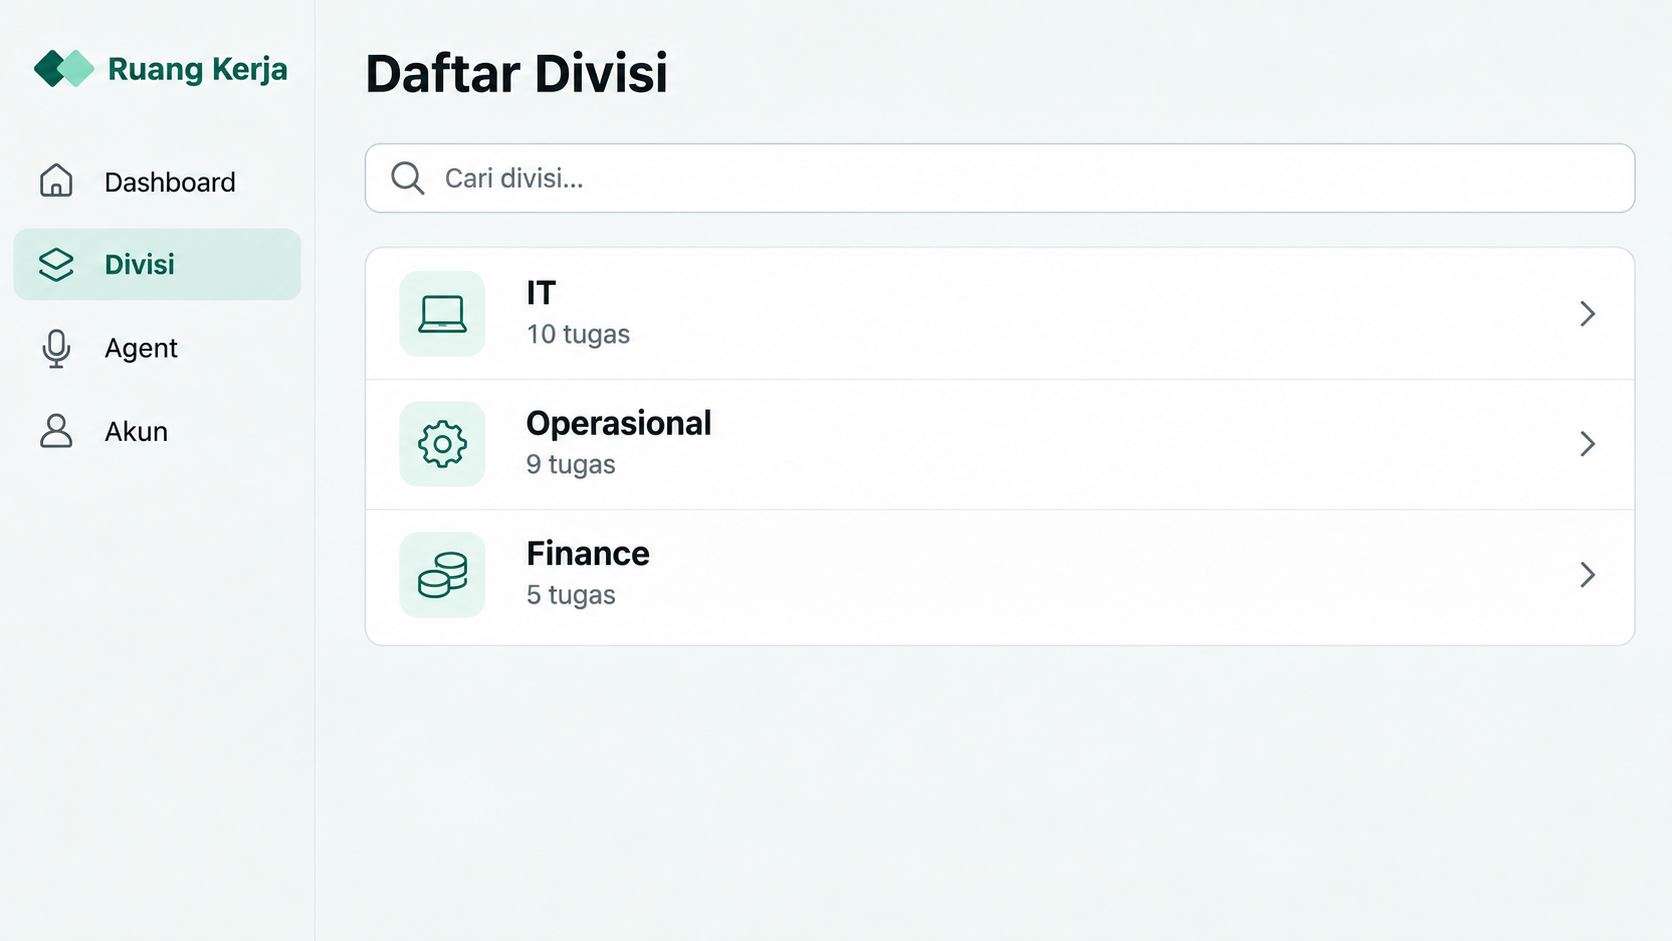 Ruang Kerja
Dashboard
Divisi
Agent
Akun
Daftar Divisi
Cari divisi...
IT
10 tugas
Operasional
9 tugas
Finance
5 tugas